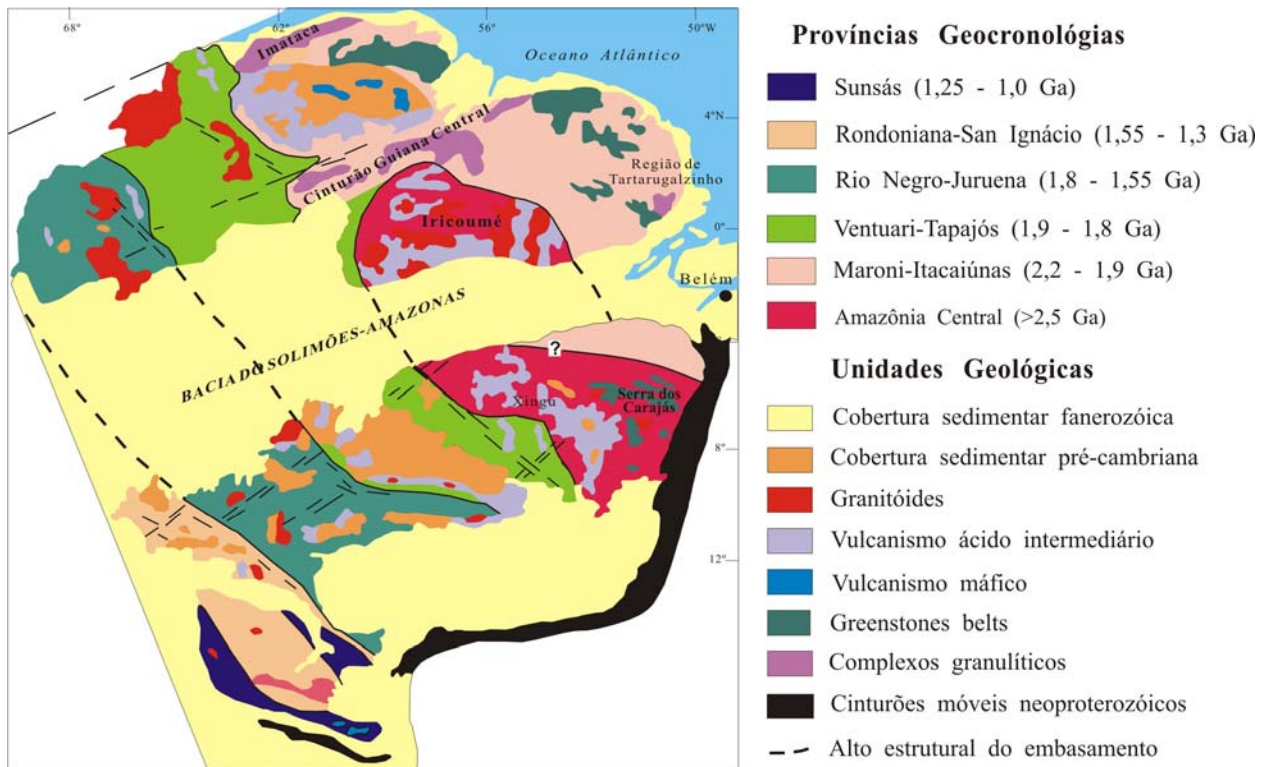 68°
62°
56°
50°W
4°N
0°
8°
12°
Imataca
Oceano Atlântico
Cinturão Guiana Central
Região de
Tartarugalzinho
Iricoumé
Belém
BACIA DO SOLIMÕES-AMAZONAS
?
Xingu
Serra dos
Carajás
Províncias Geocronológias
Sunsás (1,25 - 1,0 Ga)
Rondoniana-San Ignácio (1,55 - 1,3 Ga)
Rio Negro-Juruena (1,8 - 1,55 Ga)
Ventuari-Tapajós (1,9 - 1,8 Ga)
Maroni-Itacaiúnas (2,2 - 1,9 Ga)
Amazônia Central (>2,5 Ga)
Unidades Geológicas
Cobertura sedimentar fanerozóica
Cobertura sedimentar pré-cambriana
Granitóides
Vulcanismo ácido intermediário
Vulcanismo máfico
Greenstones belts
Complexos granulíticos
Cinturões móveis neoproterozóicos
Alto estrutural do embasamento